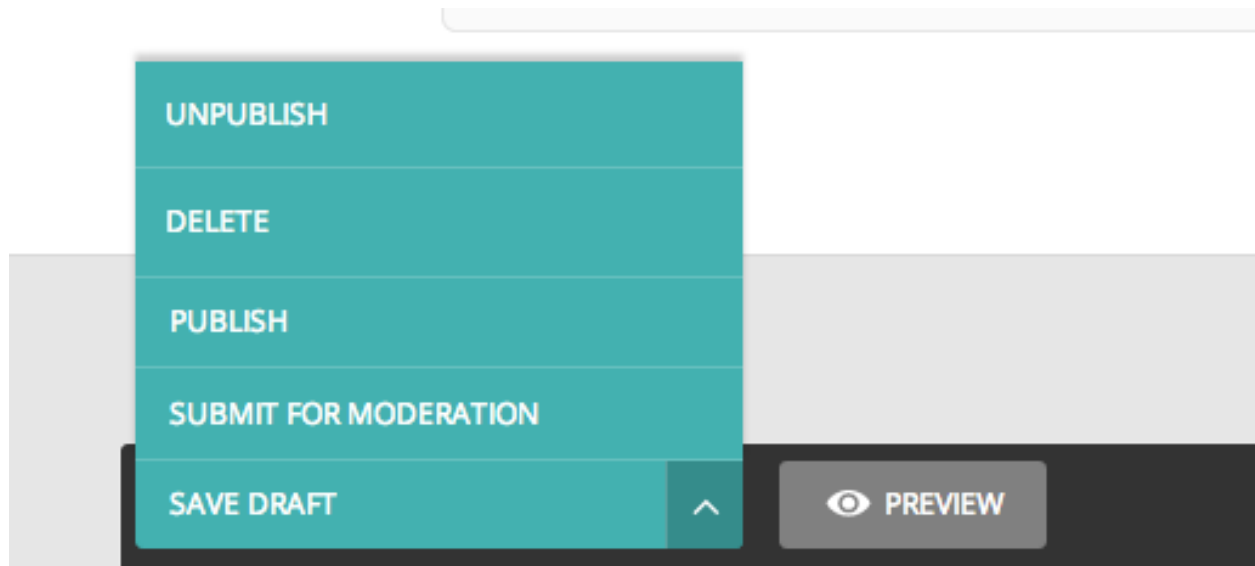 UNPUBLISH
DELETE
PUBLISH
SUBMIT FOR MODERATION
SAVE DRAFT
PREVIEW